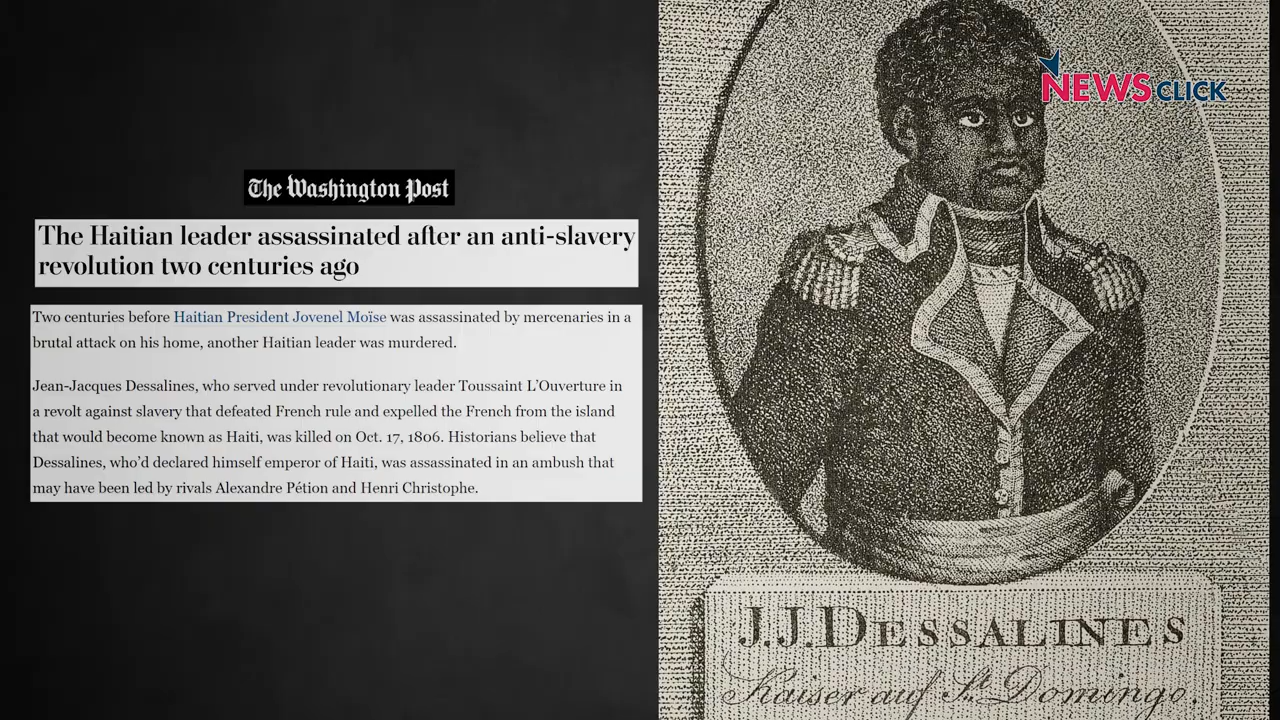 NEWSCLICK
The Washington Post
The Haitian leader assassinated after an anti-slavery
revolution two centuries ago
Two centuries before Haitian President Jovenel Moïse was assassinated by mercenaries in a
brutal attack on his home, another Haitian leader was murdered.
Jean-Jacques Dessalines, who served under revolutionary leader Toussaint L’Ouverture in
a revolt against slavery that defeated French rule and expelled the French from the island
that would become known as Haiti, was killed on Oct. 17, 1806. Historians believe that
Dessalines, who’d declared himself emperor of Haiti, was assassinated in an ambush that
may have been led by rivals Alexandre Pétion and Henri Christophe.
J.J.DESSALINES
Kaiser auf St. Domingo.